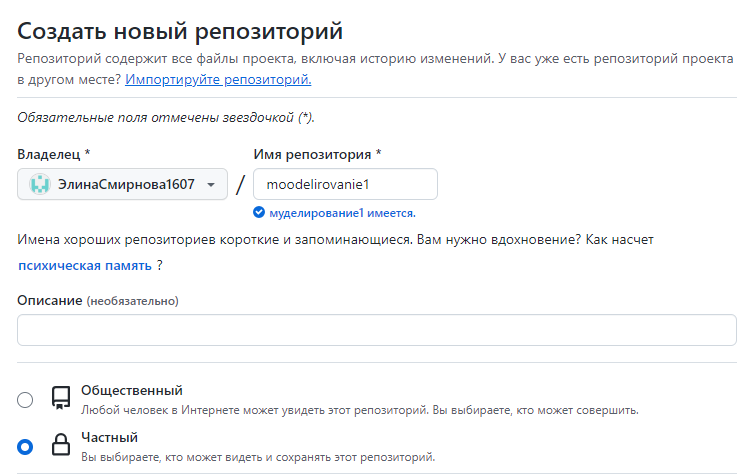 Создать новый репозиторий
Репозиторий содержит все файлы проекта, включая историю изменений. У вас уже есть репозиторий проекта
в другом месте? Импортируйте репозиторий.
Обязательные поля отмечены звездочкой (*).
Владелец * Имя репозитория *
ЭлинаСмирнова1607 / moodelirovanie1
муделирование1 имеется.
Имена хороших репозиториев короткие и запоминающиеся. Вам нужно вдохновение? Как насчет
психическая память ?
Описание (необязательно)
Общественный
Любой человек в Интернете может увидеть этот репозиторий. Вы выбираете, кто может совершить.
Частный
Вы выбираете, кто может видеть и сохранять этот репозиторий.